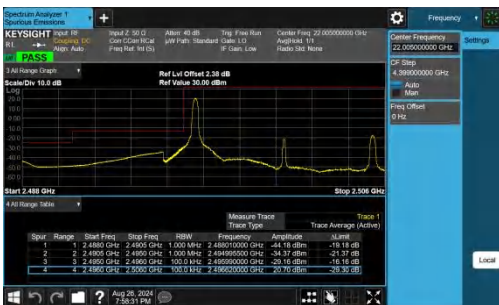 Spectrum Analyzer 1
Spurious Emissions
Frequency
KEYSIGHT Input: RF
Coupling: DC
Align: Auto
Input Z: 50 Ω
Corr CCorr RCal
Freq Ref: Int (S)
Atten: 40 dB
µW Path: Standard
Trig: Free Run
Gate: LO
IF Gain: Low
Center Freq: 22.005000000 GHz
Avg|Hold: 1/1
Radio Std: None
RL
PASS
Center Frequency
22.005000000 GHz
Settings
CF Step
4.399000000 GHz
Auto
Man
Freq Offset
0 Hz
3 All Range Graph
Scale/Div 10.0 dB
Ref Lvl Offset 2.38 dB
Ref Value 30.00 dBm
Log
20.0
10.0
0.00
-10.0
-20.0
-30.0
-40.0
-50.0
-60.0
Start 2.488 GHz
Stop 2.506 GHz
4 All Range Table
Measure Trace Trace 1
Trace Type Trace Average (Active)
Spur Range Start Freq Stop Freq RBW Frequency Amplitude ΔLimit
1 1 2.4880 GHz 2.4905 GHz 1.000 MHz 2.488010000 GHz -44.18 dBm -19.18 dB
2 2 2.4905 GHz 2.4950 GHz 1.000 MHz 2.494995500 GHz -34.37 dBm -21.37 dB
3 3 2.4950 GHz 2.4960 GHz 100.0 kHz 2.495990000 GHz -29.16 dBm -16.16 dB
4 4 2.4960 GHz 2.5060 GHz 100.0 kHz 2.496620000 GHz 20.70 dBm -29.30 dB
Local
Aug 28, 2024
7:58:31 PM